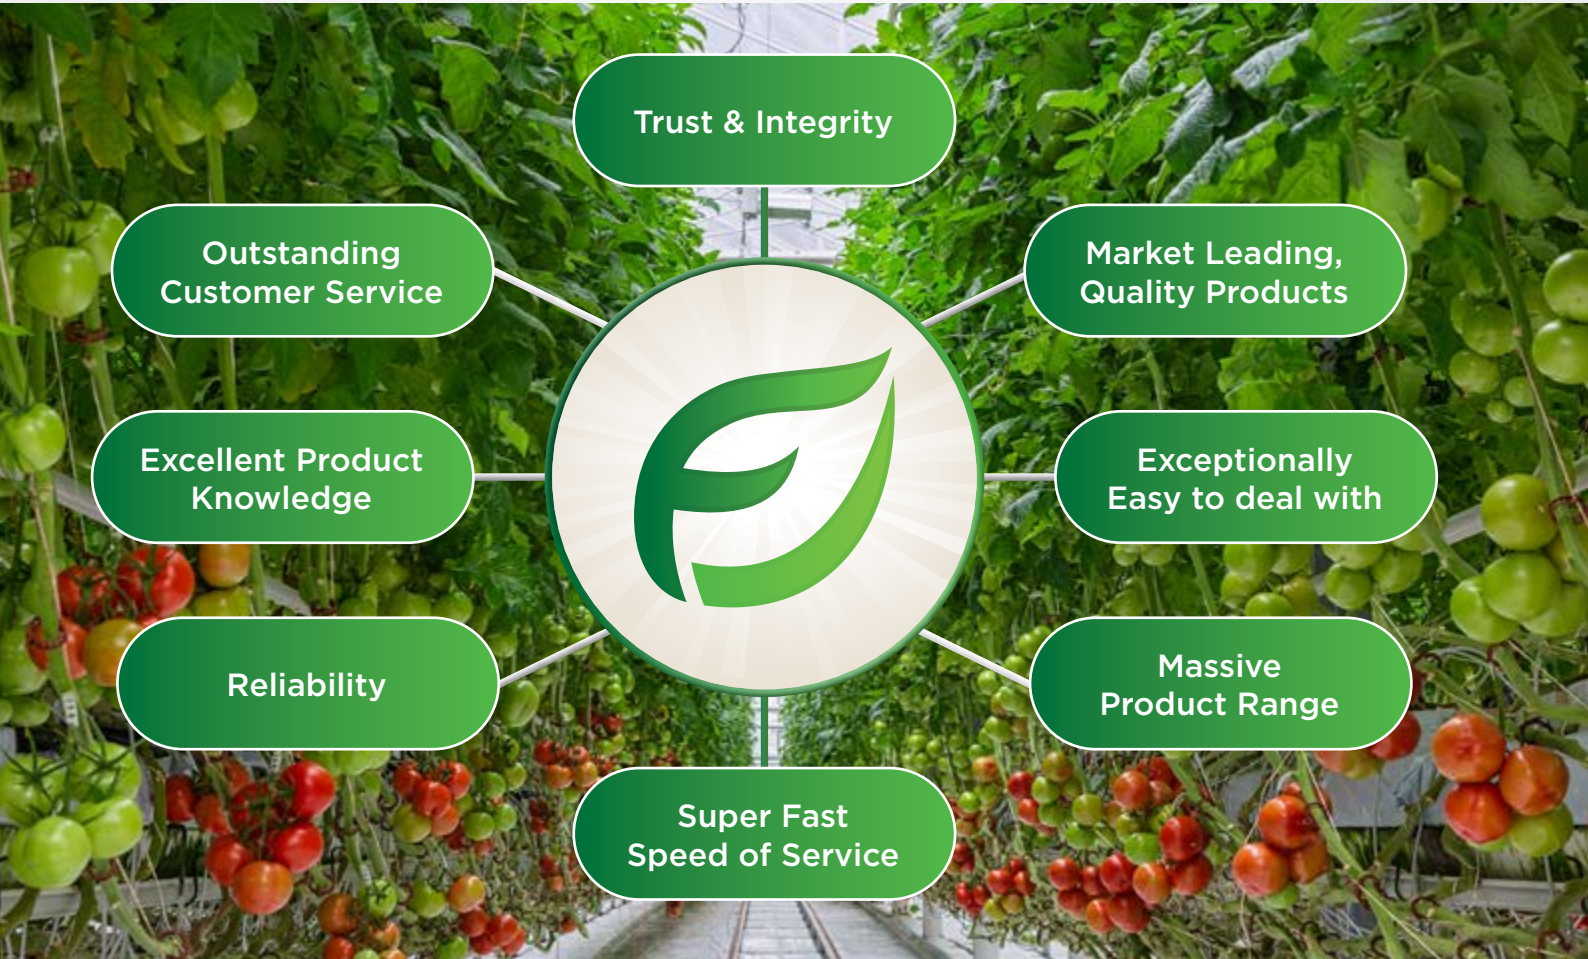 Trust & Integrity
Outstanding
Customer Service
Market Leading,
Quality Products
Excellent Product
Knowledge
Exceptionally
Easy to deal with
Reliability
Massive
Product Range
Super Fast
Speed of Service